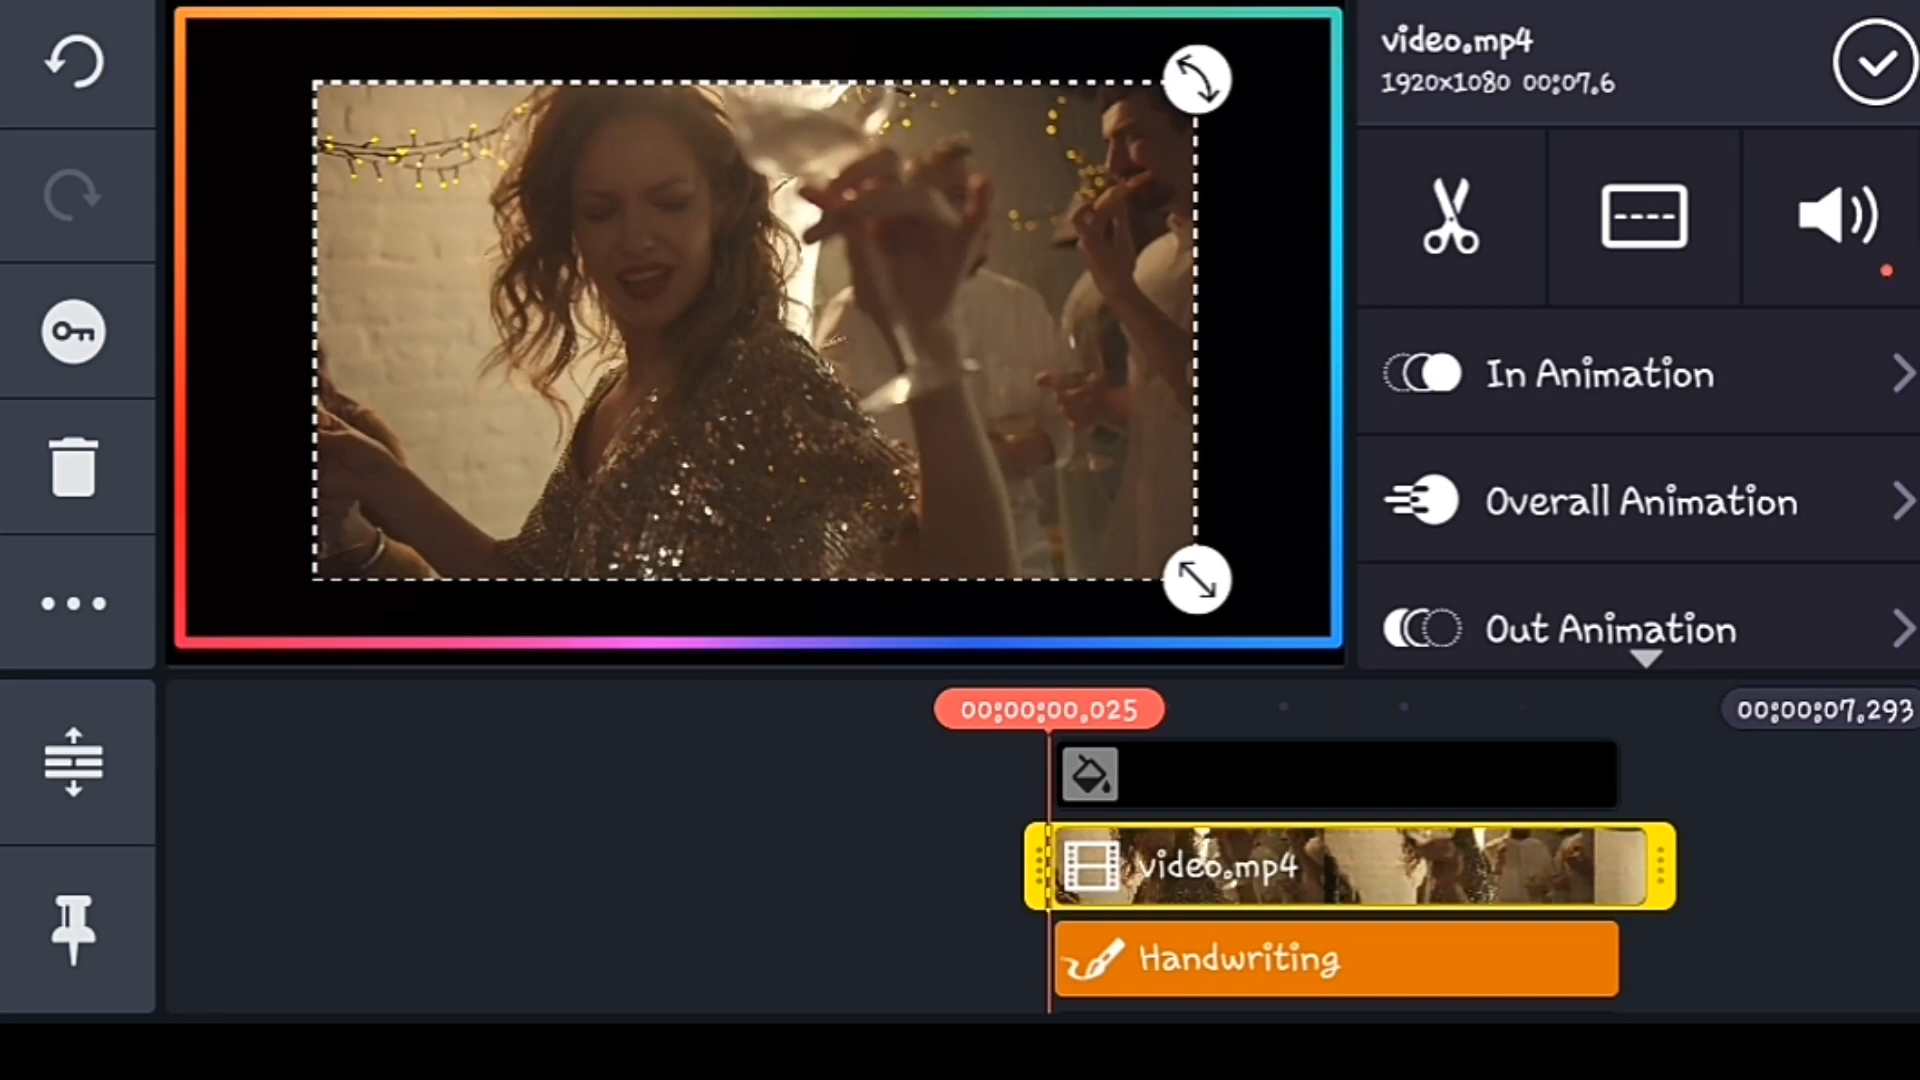 video.mp4
1920x1080 00:07.6
In Animation
Overall Animation
Out Animation
00:00:00.025
00:00:07.293
video.mp4
Handwriting